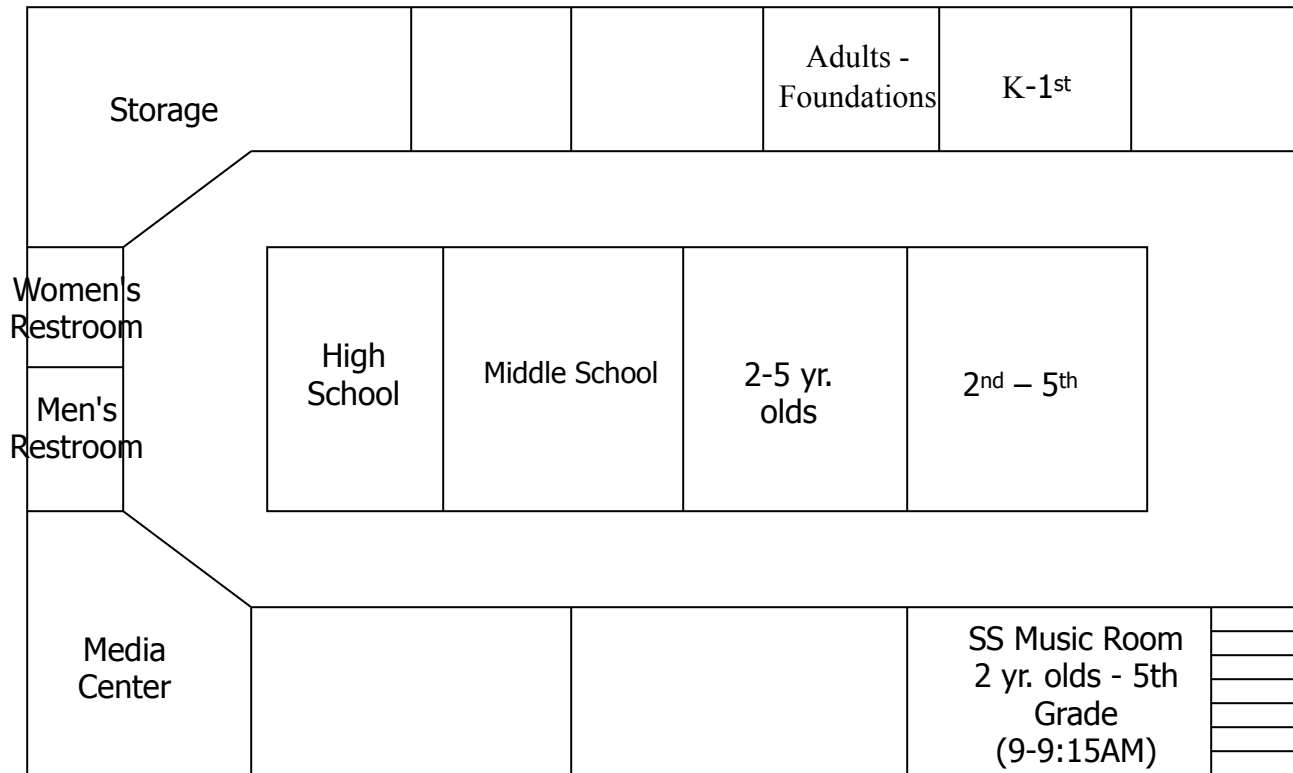 Adults -
Foundations
K-1st
Storage
Women's
Restroom
Men's
Restroom
High
School
Middle School
2-5 yr.
olds
2nd – 5th
Media
Center
SS Music Room
2 yr. olds - 5th
Grade
(9-9:15AM)